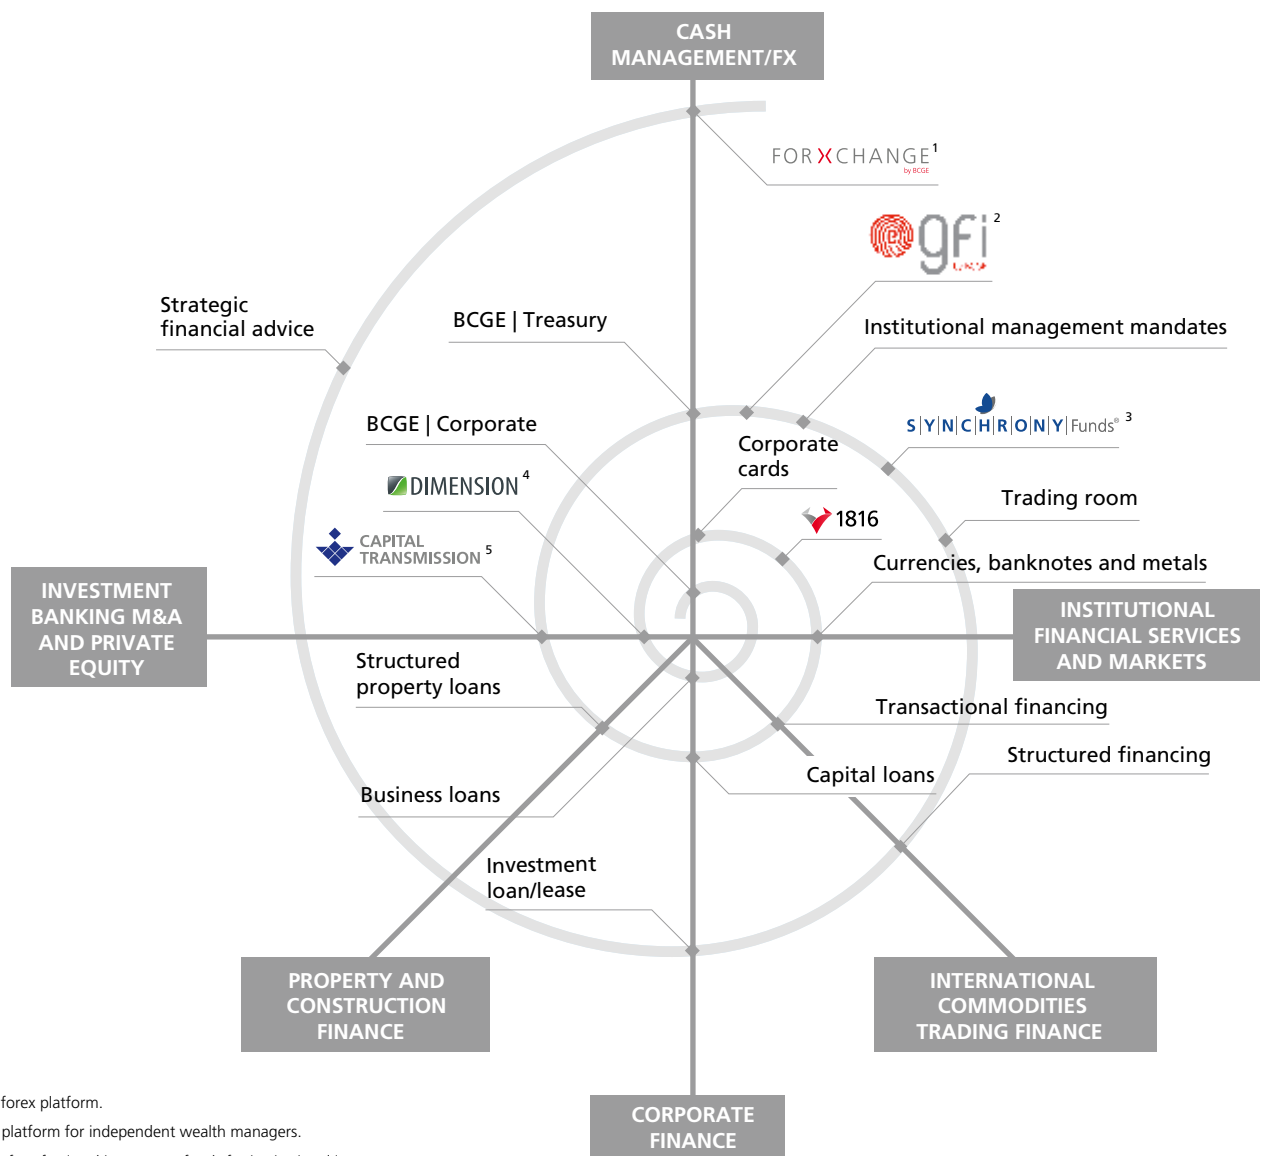 CASH
MANAGEMENT/FX
FORXCHANGE 1
by BCGE
gfi 2
Strategic
financial advice
BCGE | Treasury
Institutional management mandates
BCGE | Corporate
S|Y|N|C|H|R|O|N|Y|Funds® 3
Corporate
cards
DIMENSION 4
Trading room
1816
CAPITAL
TRANSMISSION 5
Currencies, banknotes and metals
INVESTMENT
BANKING M&A
AND PRIVATE
EQUITY
INSTITUTIONAL
FINANCIAL SERVICES
AND MARKETS
Structured
property loans
Transactional financing
Structured financing
Capital loans
Business loans
Investment
loan/lease
PROPERTY AND
CONSTRUCTION
FINANCE
INTERNATIONAL
COMMODITIES
TRADING FINANCE
CORPORATE
FINANCE
forex platform.
platform for independent wealth managers.